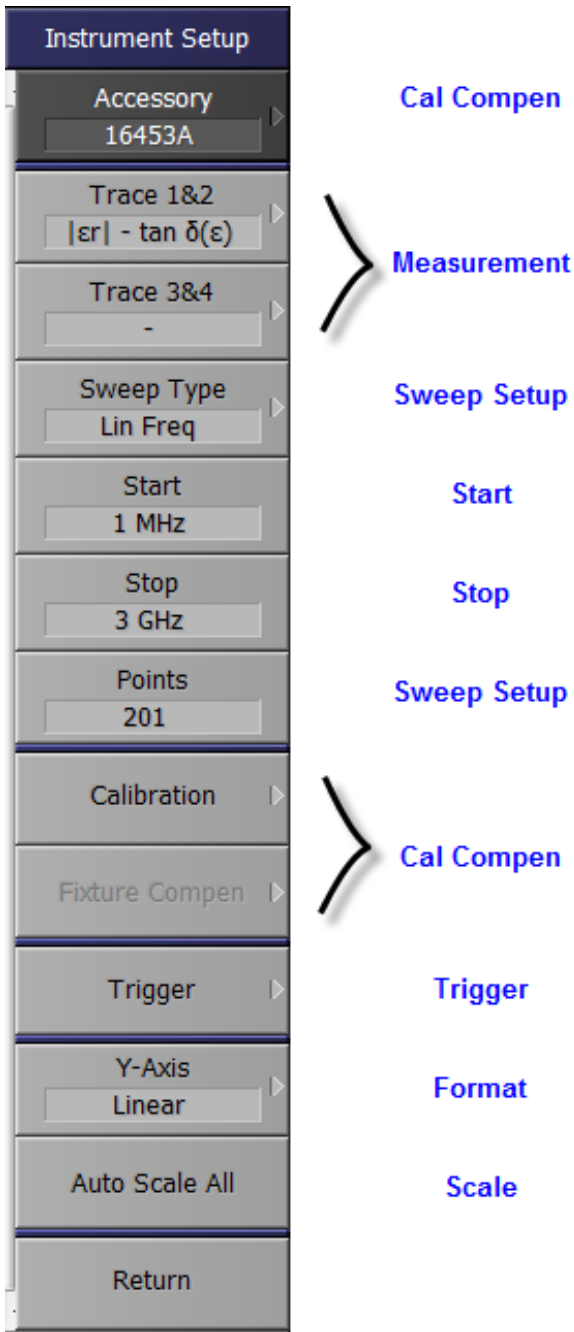 Instrument Setup
Accessory
16453A
Cal Compen
Trace 1&2
|εr| - tan δ(ε)
Trace 3&4
-
Measurement
Sweep Type
Lin Freq
Sweep Setup
Start
1 MHz
Start
Stop
3 GHz
Stop
Points
201
Sweep Setup
Calibration
Fixture Compen
Cal Compen
Trigger
Trigger
Y-Axis
Linear
Format
Auto Scale All
Scale
Return